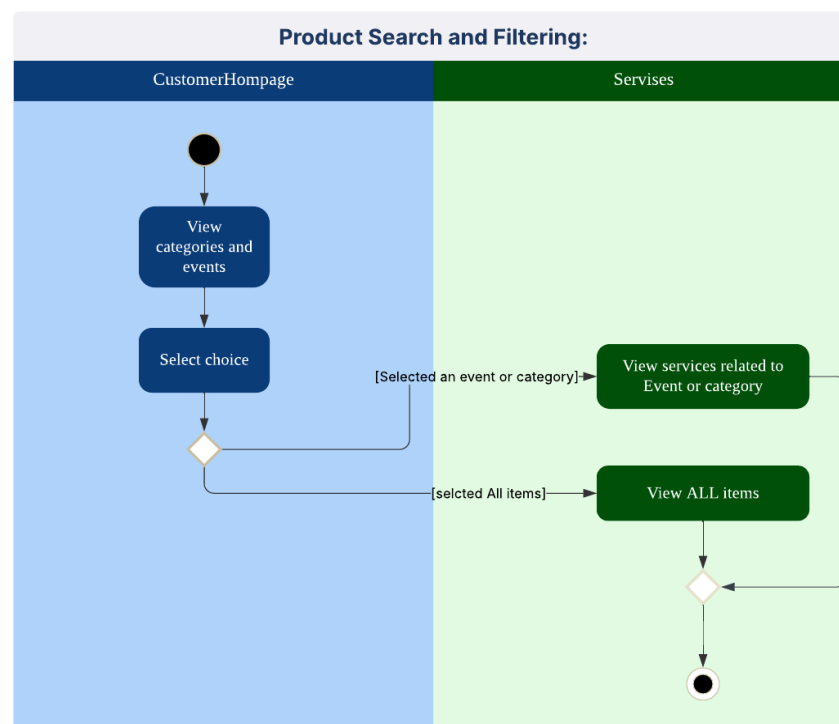 Product Search and Filtering:
CustomerHompage
Servises
View
categories and
events
Select choice
[Selected an event or category]
View services related to
Event or category
[selcted All items]
View ALL items